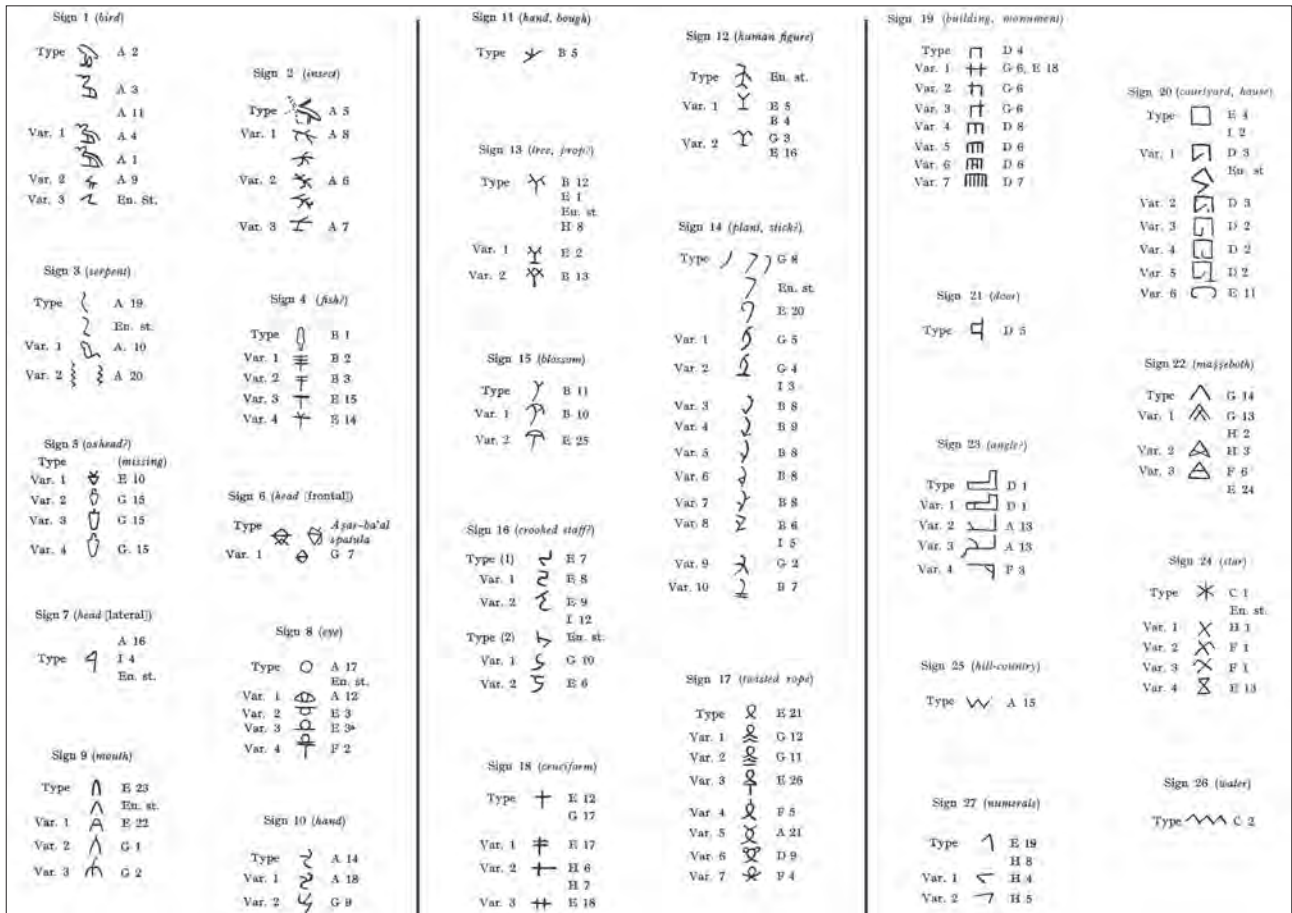 Sign 1 (bird)
Type A 2
A 3
A 11
Var. 1 A 4
A 1
Var. 2 A 9
Var. 3 En. St.
Sign 2 (insect)
Type A 5
Var. 1 A 8
Var. 2 A 6
Var. 3 A 7
Sign 3 (serpent)
Type A 19
En. st.
Var. 1 A. 10
Var. 2 A 20
Sign 4 (fish?)
Type B 1
Var. 1 B 2
Var. 2 B 3
Var. 3 E 15
Var. 4 E 14
Sign 5 (oxhead?)
Type (missing)
Var. 1 E 10
Var. 2 G 15
Var. 3 G 15
Var. 4 G. 15
Sign 6 (head [frontal])
Type Aṣar-ba'al
spatula
Var. 1 G 7
Sign 7 (head [lateral])
A 16
Type I 4
En. st.
Sign 8 (eye)
Type A 17
En. st.
Var. 1 A 12
Var. 2 E 3
Var. 3
Var. 4 F 2
Sign 9 (mouth)
Type E 23
En. st.
Var. 1 E 22
Var. 2 G 1
Var. 3 G 2
Sign 10 (hand)
Type A 14
Var. 1 A 18
Var. 2 G 9
Sign 11 (hand, bough)
Type B 5
Sign 12 (human figure)
Type En. st.
Var. 1 E 5
B 4
Var. 2 G 3
E 16
Sign 13 (tree, prop?)
Type B 12
E 1
En. st.
H 8
Var. 1 E 2
Var. 2 E 13
Sign 14 (plant, stick?)
Type G 8
En. st.
E 20
Var. 1 G 5
Var. 2 G 4
I 3
Var. 3 B 8
Var. 4 B 9
Var. 5 B 8
Var. 6 B 8
Var. 7 B 8
Var. 8 B 6
I 5
Var. 9 G 2
Var. 10 B 7
Sign 15 (blossom)
Type B 11
Var. 1 B 10
Var. 2 E 25
Sign 16 (crooked staff?)
Type (1) E 7
Var. 1 E 8
Var. 2 E 9
I 12
Type (2) En. st.
Var. 1 G 10
Var. 2 E 6
Sign 17 (twisted rope)
Type E 21
Var. 1 G 12
Var. 2 G 11
Var. 3 E 26
Var. 4 F 5
Var. 5 A 21
Var. 6 D 9
Var. 7 F 4
Sign 18 (cruciform)
Type E 12
G 17
Var. 1 E 17
Var. 2 H 6
H 7
Var. 3 E 18
Sign 19 (building, monument)
Type D 4
Var. 1 G 6, E 18
Var. 2 G 6
Var. 3 G 6
Var. 4 D 8
Var. 5 D 6
Var. 6 D 6
Var. 7 D 7
Sign 20 (courtyard, house)
Type E 4
I 2
Var. 1 D 3
En. st
Var. 2 D 3
Var. 3 D 2
Var. 4 D 2
Var. 5 D 2
Var. 6 E 11
Sign 21 (door)
Type D 5
Sign 22 (maṣṣeboth)
Type G 14
Var. 1 G 13
H 2
Var. 2 H 3
Var. 3 F 6
E 24
Sign 23 (angle?)
Type D 1
Var. 1 D 1
Var. 2 A 13
Var. 3 A 13
Var. 4 F 3
Sign 24 (star)
Type C 1
En. st.
Var. 1 H 1
Var. 2 F 1
Var. 3 F 1
Var. 4 E 13
Sign 25 (hill-country)
Type A 15
Sign 26 (water)
Type C 2
Sign 27 (numerals)
Type E 19
H 8
Var. 1 H 4
Var. 2 H 5